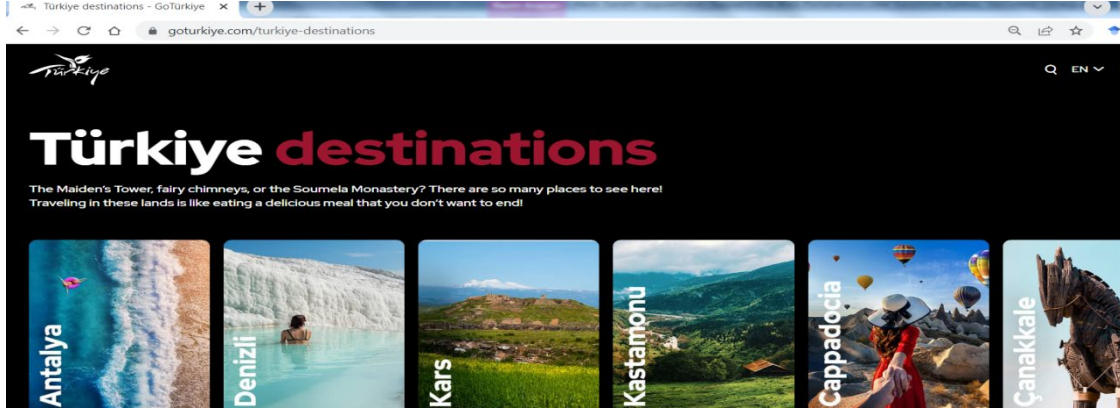 Türkiye destinations - GoTürkiye
goturkiye.com/turkiye-destinations
Türkiye
EN
Türkiye destinations
The Maiden's Tower, fairy chimneys, or the Soumela Monastery? There are so many places to see here!
Traveling in these lands is like eating a delicious meal that you don't want to end!
Antalya
Denizli
Kars
Kastamonu
Cappadocia
Çanakkale